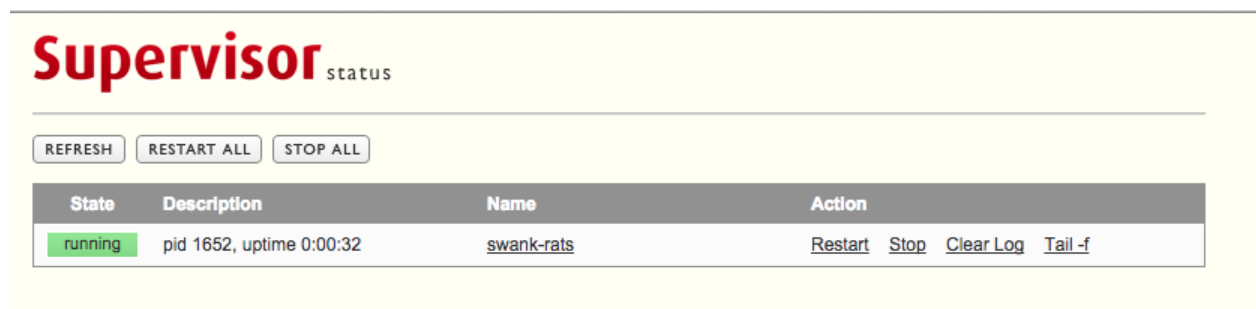 Supervisor status
REFRESH RESTART ALL STOP ALL
State Description Name Action
running pid 1652, uptime 0:00:32 swank-rats Restart Stop Clear Log Tail -f